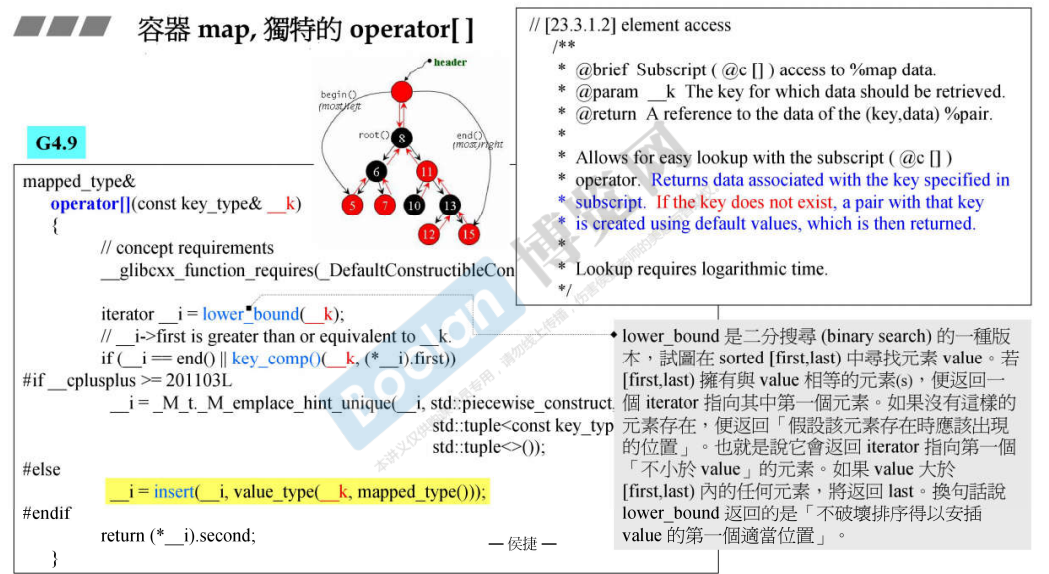 容器 map, 獨特的 operator[ ]
// [23.3.1.2] element access
/**
* @brief Subscript ( @c [] ) access to %map data.
* @param __k The key for which data should be retrieved.
* @return A reference to the data of the (key,data) %pair.
*
* Allows for easy lookup with the subscript ( @c [] )
* operator. Returns data associated with the key specified in
* subscript. If the key does not exist, a pair with that key
* is created using default values, which is then returned.
*
* Lookup requires logarithmic time.
*/
header
begin()
(most)left
root()
end()
(most)right
8
6
11
5
7
10
13
12
15
G4.9
mapped_type&
operator[](const key_type& __k)
{
// concept requirements
__glibcxx_function_requires(_DefaultConstructibleCon
iterator __i = lower_bound(__k);
// __i->first is greater than or equivalent to __k.
if (__i == end() || key_comp()(__k, (*__i).first))
#if __cplusplus >= 201103L
__i = _M_t._M_emplace_hint_unique(__i, std::piecewise_construct,
std::tuple<const key_typ
std::tuple<>());
#else
__i = insert(__i, value_type(__k, mapped_type()));
#endif
return (*__i).second;
}
lower_bound 是二分搜尋 (binary search) 的一種版
本，試圖在 sorted [first,last) 中尋找元素 value。若
[first,last) 擁有與 value 相等的元素(s)，便返回一
個 iterator 指向其中第一個元素。如果沒有這樣的
元素存在，便返回「假設該元素存在時應該出現
的位置」。也就是說它會返回 iterator 指向第一個
「不小於 value」的元素。如果 value 大於
[first,last) 內的任何元素，將返回 last。換句話說
lower_bound 返回的是「不破壞排序得以安插
value 的第一個適當位置」。
— 侯捷 —
Boolan
博览网